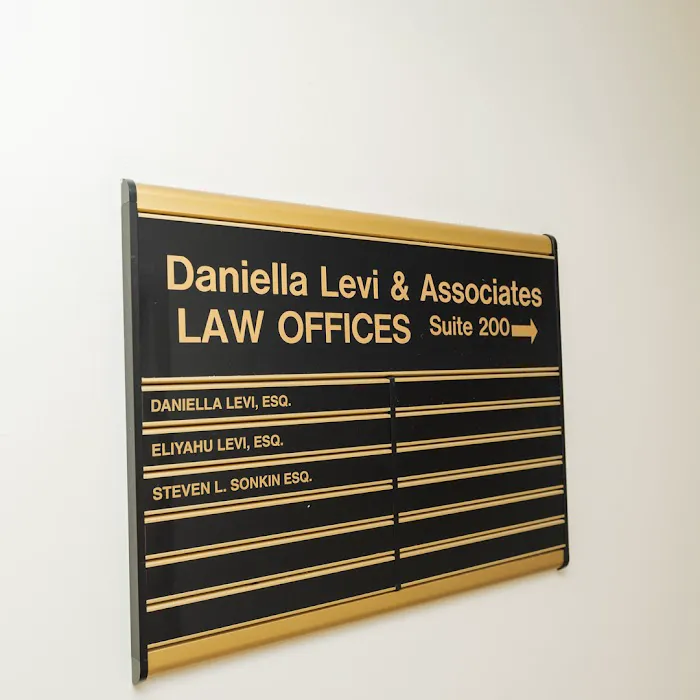 Daniella Levi & Associates
LAW OFFICES Suite 200
DANIELLA LEVI, ESQ.
ELIYAHU LEVI, ESQ.
STEVEN L. SONKIN ESQ.